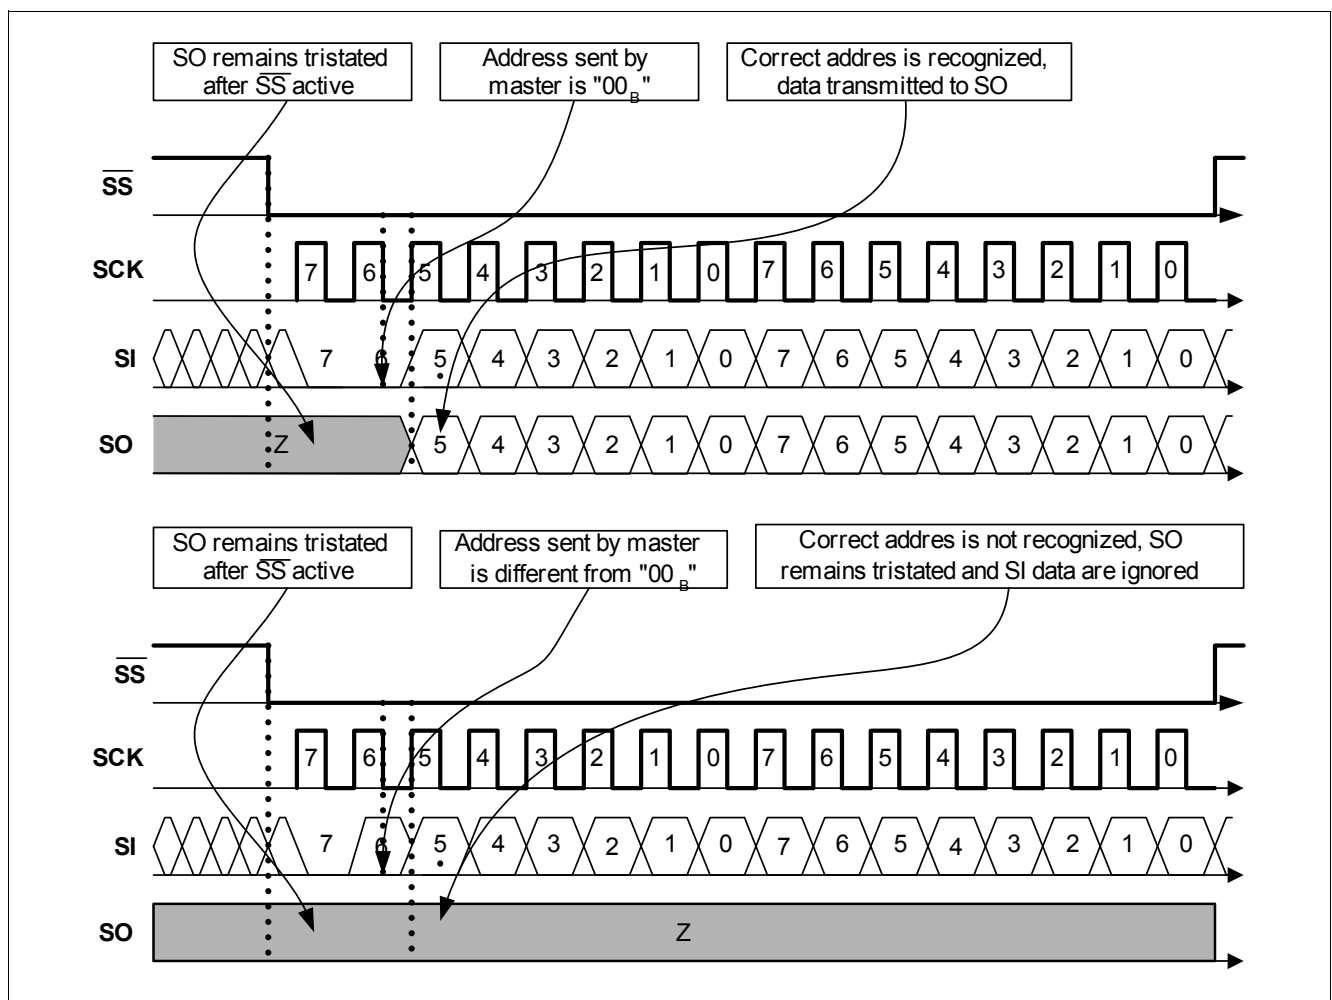 SO remains tristated
after SS active
Address sent by
master is "00B"
Correct addres is recognized,
data transmitted to SO
SS
SCK 7 6 5 4 3 2 1 0 7 6 5 4 3 2 1 0
SI 7 6 5 4 3 2 1 0 7 6 5 4 3 2 1 0
SO Z 5 4 3 2 1 0 7 6 5 4 3 2 1 0
SO remains tristated
after SS active
Address sent by master
is different from "00B"
Correct addres is not recognized, SO
remains tristated and SI data are ignored
SS
SCK 7 6 5 4 3 2 1 0 7 6 5 4 3 2 1 0
SI 7 6 5 4 3 2 1 0 7 6 5 4 3 2 1 0
SO Z